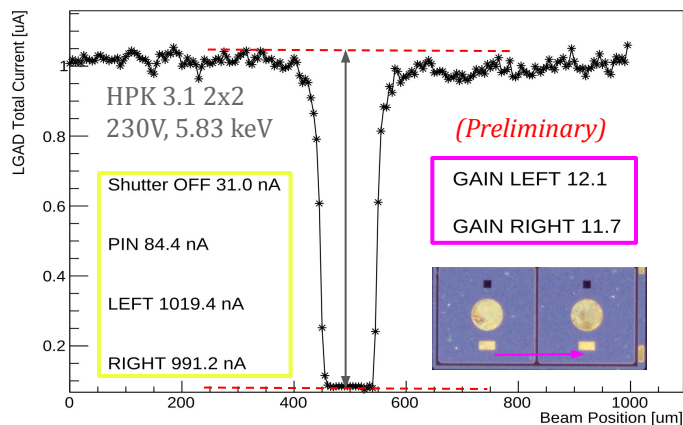 LGAD Total Current [uA]
1
0.8
0.6
0.4
0.2
HPK 3.1 2x2
230V, 5.83 keV
(Preliminary)
Shutter OFF 31.0 nA
PIN 84.4 nA
LEFT 1019.4 nA
RIGHT 991.2 nA
GAIN LEFT 12.1
GAIN RIGHT 11.7
0
200
400
600
800
1000
Beam Position [um]